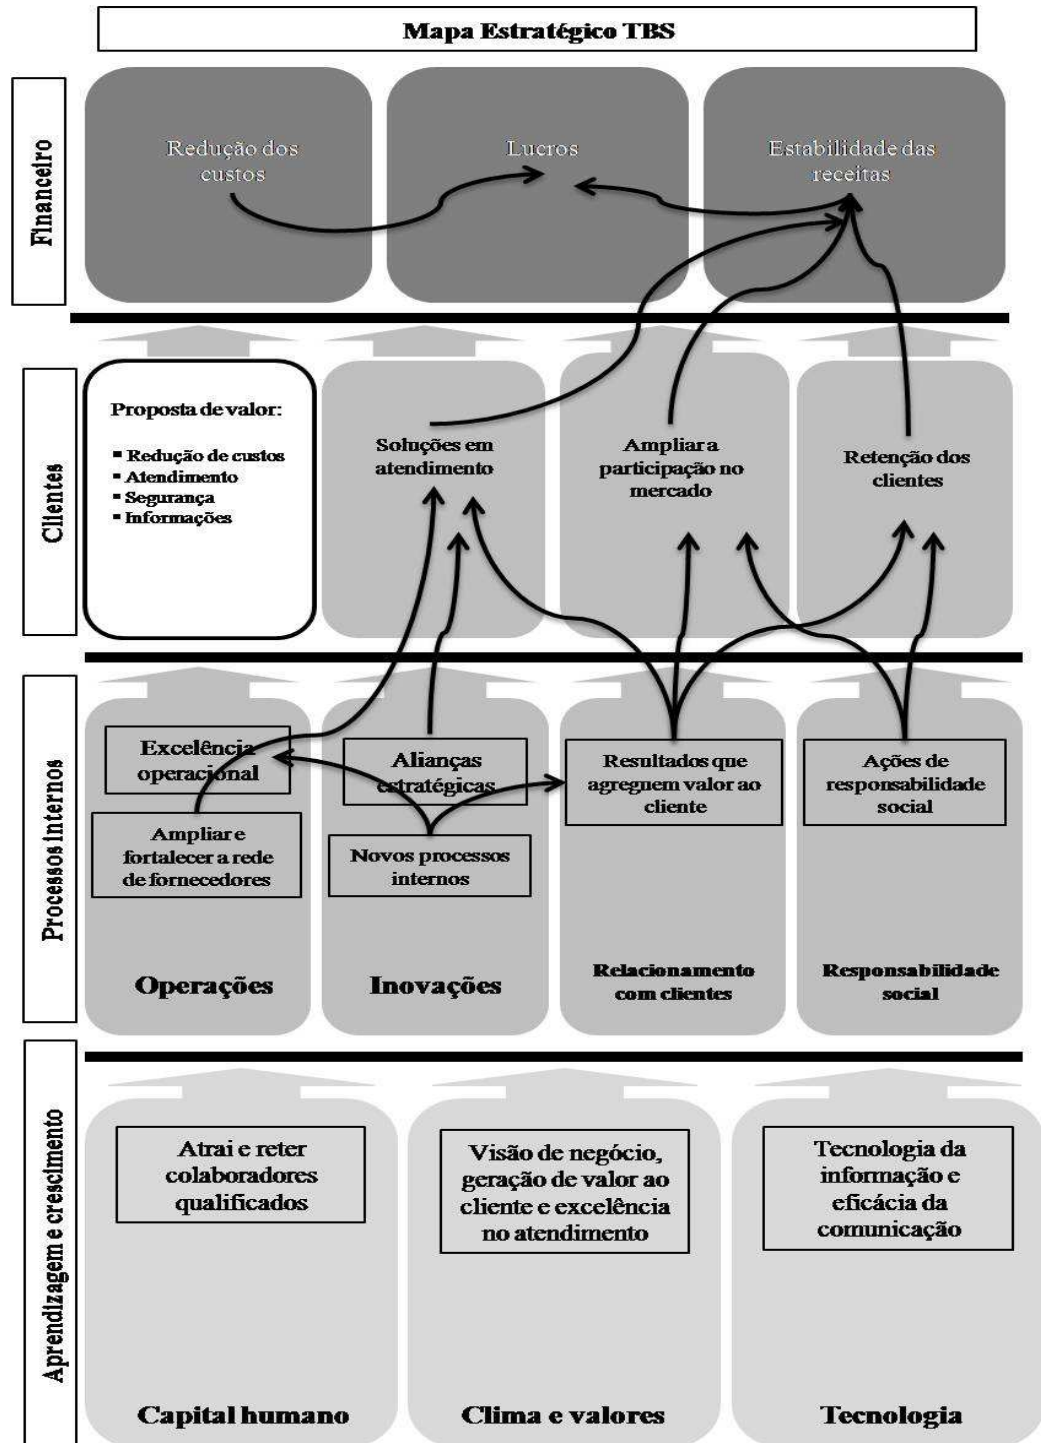 Mapa Estratégico TBS
Financeiro
Redução dos
custos
Lucros
Estabilidade das
receitas
Clientes
Proposta de valor:
▪ Redução de custos
▪ Atendimento
▪ Segurança
▪ Informações
Soluções em
atendimento
Ampliar a
participação no
mercado
Retenção dos
clientes
Processos internos
Excelência
operacional
Ampliar e
fortalecer a rede
de fornecedores
Operações
Alianças
estratégicas
Novos processos
internos
Inovações
Resultados que
agreguem valor ao
cliente
Relacionamento
com clientes
Ações de
responsabilidade
social
Responsabilidade
social
Aprendizagem e crescimento
Atrai e reter
colaboradores
qualificados
Capital humano
Visão de negócio,
geração de valor ao
cliente e excelência
no atendimento
Clima e valores
Tecnologia da
informação e
eficácia da
comunicação
Tecnologia